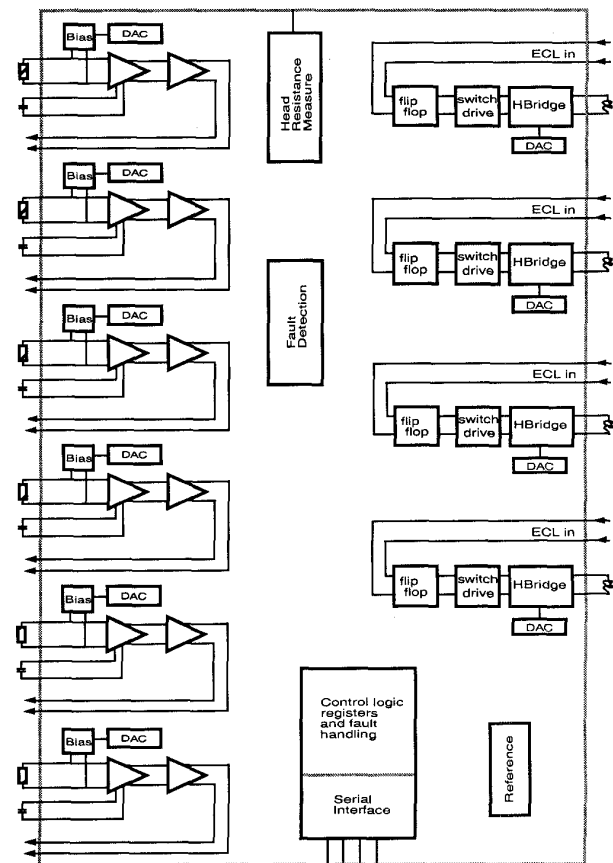 Bias
DAC
Bias
DAC
Bias
DAC
Bias
DAC
Bias
DAC
Bias
DAC
Head
Resistance
Measure
Fault
Detection
ECL in
flip
flop
switch
drive
HBridge
DAC
ECL in
flip
flop
switch
drive
HBridge
DAC
ECL in
flip
flop
switch
drive
HBridge
DAC
ECL in
flip
flop
switch
drive
HBridge
DAC
Control logic
registers
and fault
handling
Serial
Interface
Reference